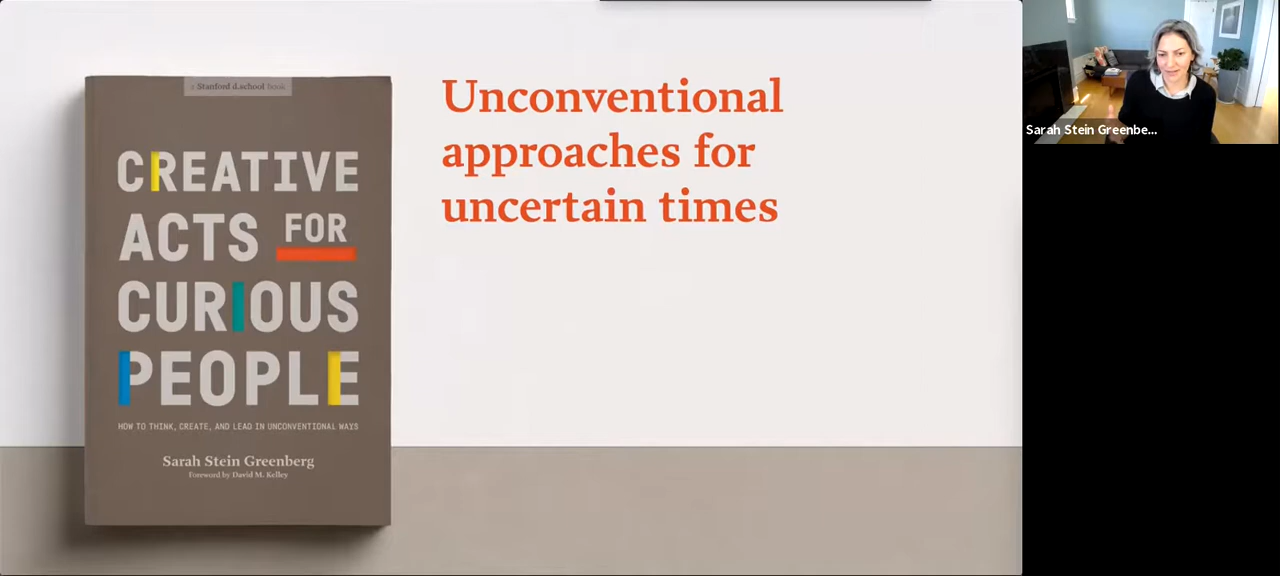 a Stanford d.school book
CREATIVE
ACTS FOR
CURIOUS
PEOPLE
HOW TO THINK, CREATE, AND LEAD IN UNCONVENTIONAL WAYS
Sarah Stein Greenberg
Foreword by David M. Kelley
Unconventional
approaches for
uncertain times
Sarah Stein Greenbe...